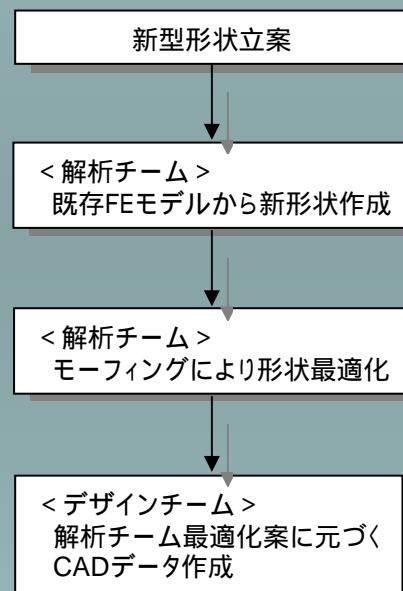 新型形状立案
<解析チーム>
既存FEモデルから新形状作成
<解析チーム>
モーフィングにより形状最適化
<デザインチーム>
解析チーム最適化案に元づく
CADデータ作成